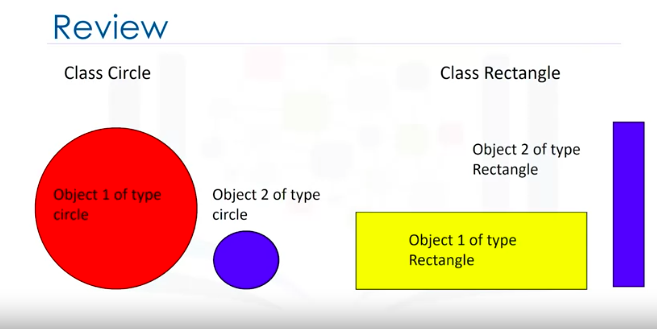 Review
Class Circle
Class Rectangle
Object 1 of type
circle
Object 2 of type
circle
Object 1 of type
Rectangle
Object 2 of type
Rectangle